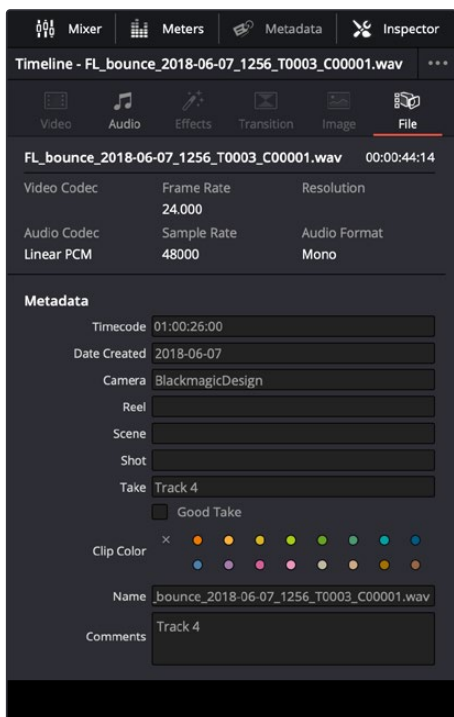 Mixer Meters Metadata Inspector
Timeline - FL_bounce_2018-06-07_1256_T0003_C00001.wav
Video Audio Effects Transition Image File
FL_bounce_2018-06-07_1256_T0003_C00001.wav 00:00:44:14
Video Codec Frame Rate Resolution
24.000
Audio Codec Sample Rate Audio Format
Linear PCM 48000 Mono
Metadata
Timecode 01:00:26:00
Date Created 2018-06-07
Camera BlackmagicDesign
Reel
Scene
Shot
Take Track 4
Good Take
Clip Color
Name _bounce_2018-06-07_1256_T0003_C00001.wav
Comments Track 4